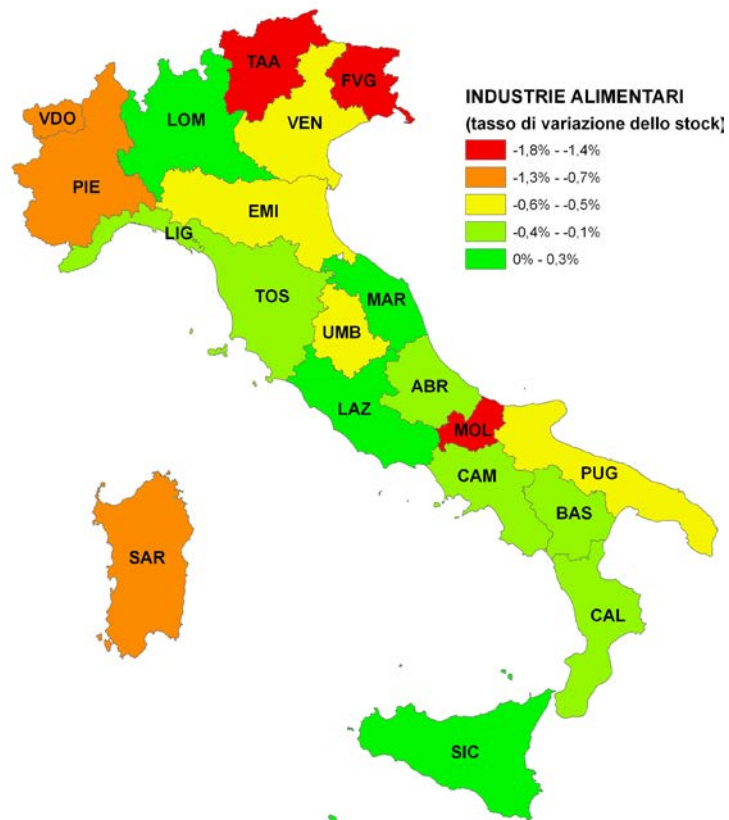 TAA
FVG
VDO
LOM
VEN
PIE
EMI
LIG
TOS
MAR
UMB
ABR
LAZ
MOL
CAM
PUG
BAS
SAR
CAL
SIC
INDUSTRIE ALIMENTARI
(tasso di variazione dello stock)
-1,8% - -1,4%
-1,3% - -0,7%
-0,6% - -0,5%
-0,4% - -0,1%
0% - 0,3%